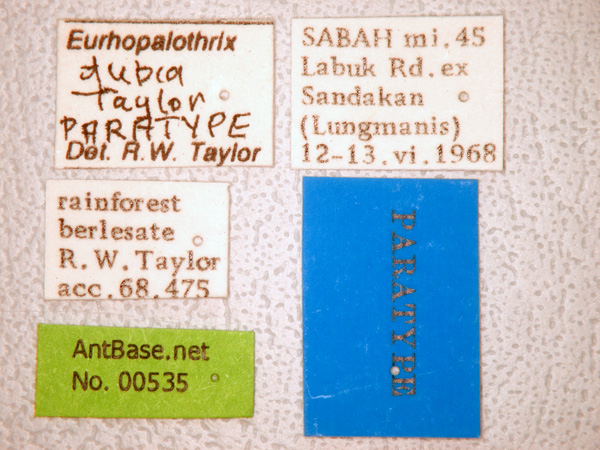 Eurhopalothrix
dubia
Taylor
PARATYPE
Det. R.W. Taylor
SABAH mi. 45
Labuk Rd. ex
Sandakan
(Lungmanis)
12-13. vi. 1968
rainforest
berlesate
R. W. Taylor
acc. 68. 475
PARATYPE
AntBase.net
No. 00535